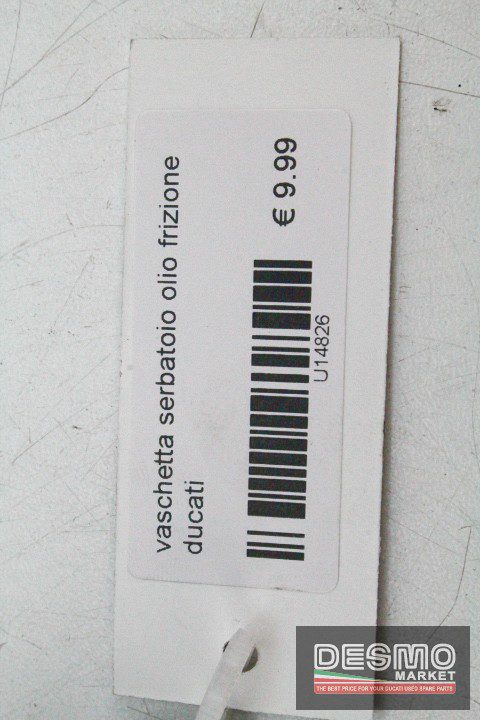 vaschetta serbatoio olio frizione
ducati
€ 9.99
U14826
DESMO
MARKET
THE BEST PRICE FOR YOUR DUCATI USED SPARE PARTS